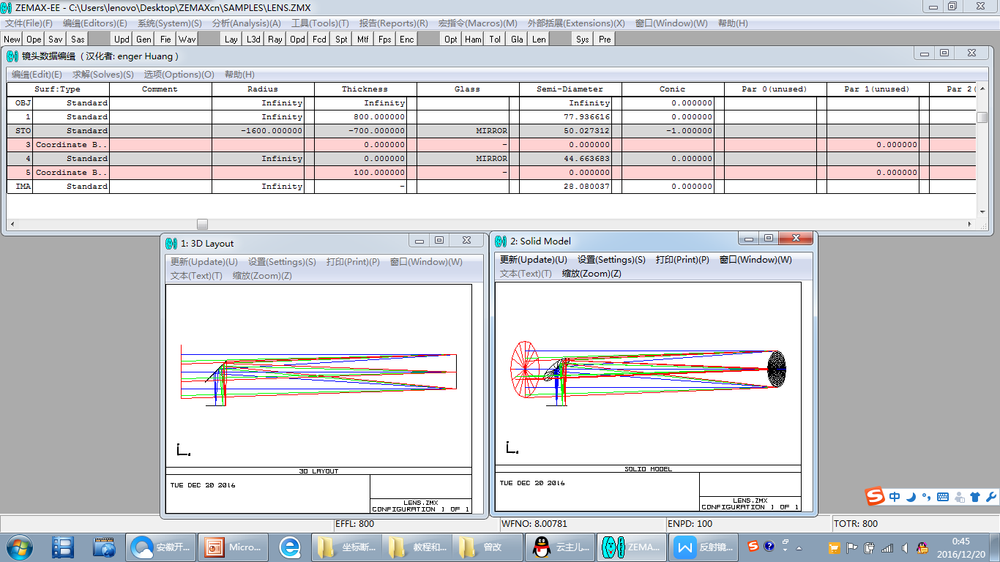 ZEMAX-EE - C:\Users\lenovo\Desktop\ZEMAXcn\SAMPLES\LENS.ZMX
文件(File)(F) 编缉(Editors)(E) 系统(System)(S) 分析(Analysis)(A) 工具(Tools)(T) 报告(Reports)(R) 宏指令(Macros)(M) 外部括展(Extensions)(X) 窗口(Window)(W) 帮助(H)
New Ope Sav Sas Upd Gen Fie Wav Lay L3d Ray Opd Fcd Spt Mtf Fps Enc Opt Ham Tol Gla Len Sys Pre
镜头数据编缉 ( 汉化者: enger Huang )
编缉(Edit)(E) 求解(Solves)(S) 选项(Options)(O) 帮助(H)
Surf:Type Comment Radius Thickness Glass Semi-Diameter Conic Par 0(unused) Par 1(unused) Par 2(
OBJ Standard Infinity Infinity Infinity 0.000000
1 Standard Infinity 800.000000 77.936616 0.000000
STO Standard -1600.000000 -700.000000 MIRROR 50.027312 -1.000000
3 Coordinate B.. 0.000000 - 0.000000 0.000000
4 Standard Infinity 0.000000 MIRROR 44.663683 0.000000
5 Coordinate B.. 100.000000 - 0.000000 0.000000
IMA Standard Infinity - 28.080037 0.000000
1: 3D Layout
更新(Update)(U) 设置(Settings)(S) 打印(Print)(P) 窗口(Window)(W)
文本(Text)(T) 缩放(Zoom)(Z)
3D LAYOUT
TUE DEC 20 2016
LENS.ZMX
CONFIGURATION 1 OF 1
2: Solid Model
更新(Update)(U) 设置(Settings)(S) 打印(Print)(P) 窗口(Window)(W)
文本(Text)(T) 缩放(Zoom)(Z)
SOLID MODEL
TUE DEC 20 2016
LENS.ZMX
CONFIGURATION 1 OF 1
中
EFFL: 800 WFNO: 8.00781 ENPD: 100 TOTR: 800
安徽开... Micro... 坐标断... 教程和... 曾改 云主儿... ZEMA... 反射镜...
0:45
2016/12/20